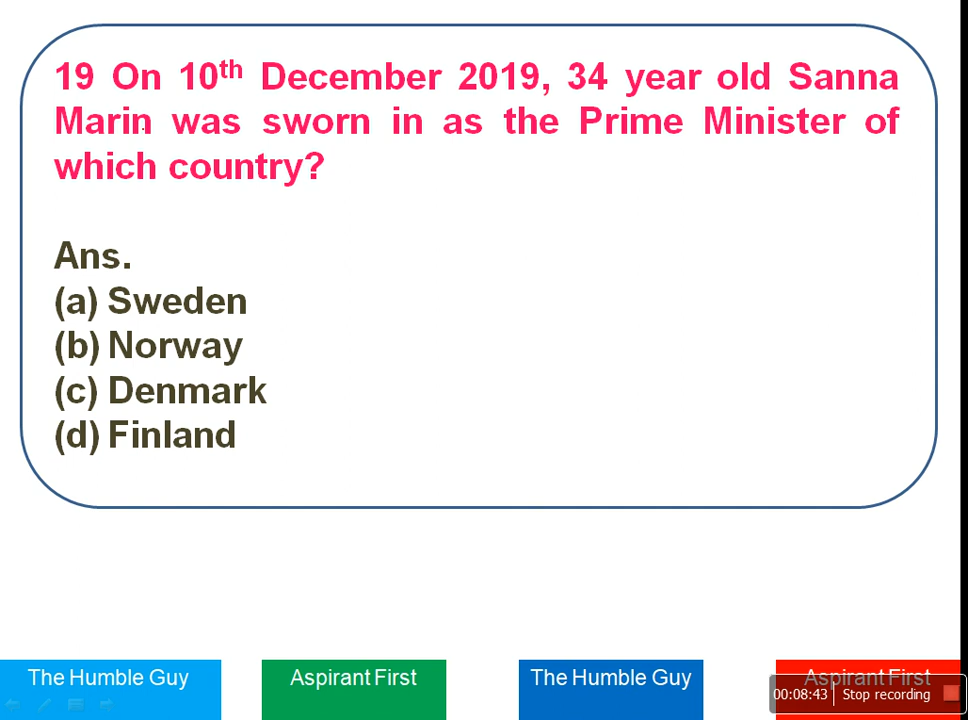 19 On 10th December 2019, 34 year old Sanna
Marin was sworn in as the Prime Minister of
which country?
Ans.
(a) Sweden
(b) Norway
(c) Denmark
(d) Finland
The Humble Guy
Aspirant First
The Humble Guy
Aspirant First
00:08:43 Stop recording